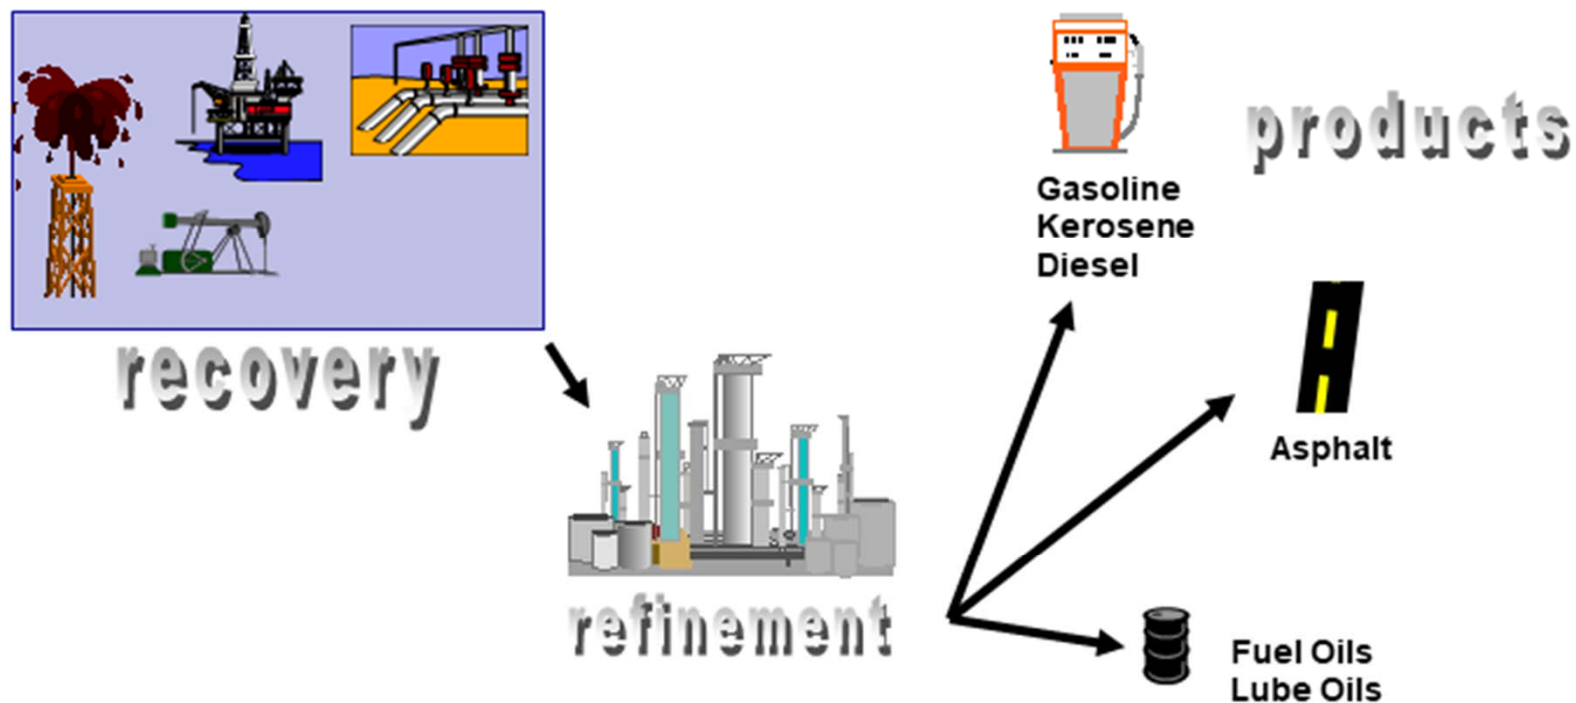 recovery
refinement
products
Gasoline
Kerosene
Diesel
Asphalt
Fuel Oils
Lube Oils